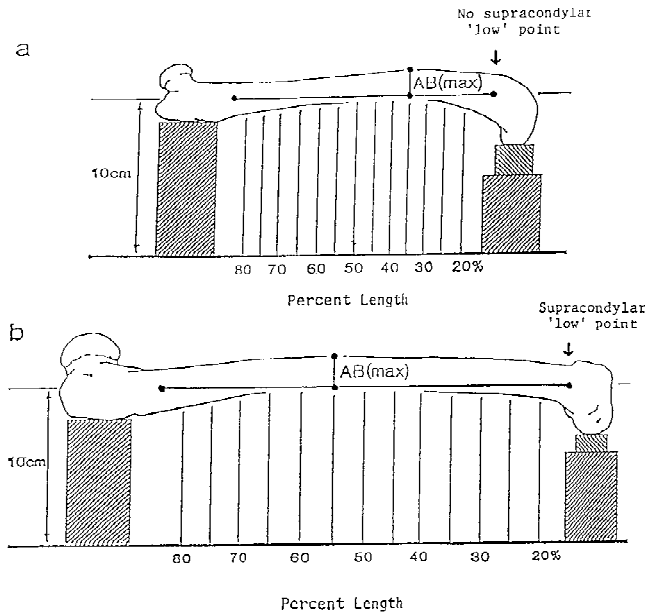 a
No supracondylar
'low' point
AB(max)
10cm
80 70 60 50 40 30 20%
Percent Length
b
Supracondylar
'low' point
AB(max)
10cm
80 70 60 50 40 30 20%
Percent Length